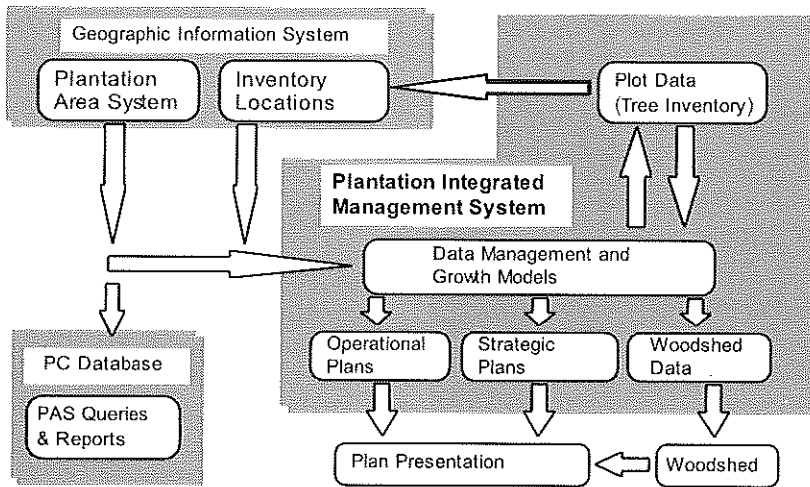 Geographic Information System
Plantation
Area System
Inventory
Locations
Plot Data
(Tree Inventory)
Plantation Integrated
Management System
Data Management and
Growth Models
Operational
Plans
Strategic
Plans
Woodshed
Data
PC Database
PAS Queries
& Reports
Plan Presentation
Woodshed